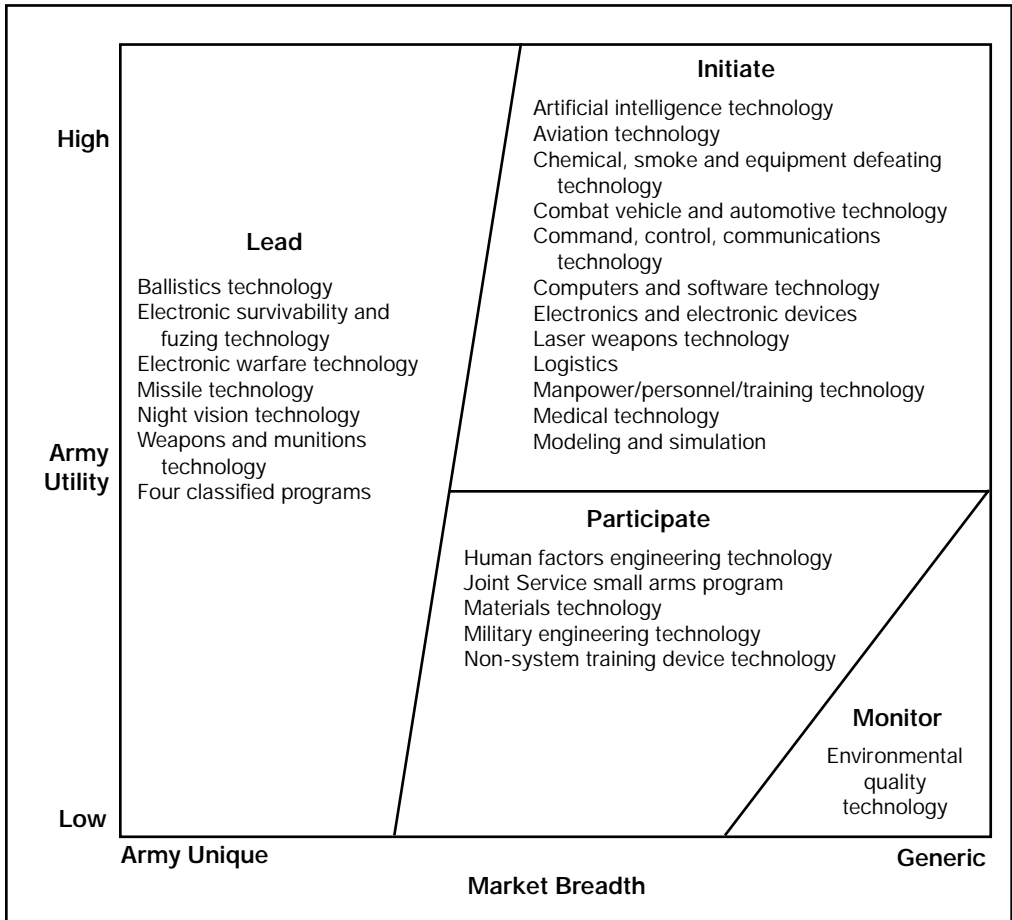 High
Army
Utility
Low
Lead
Ballistics technology
Electronic survivability and
fuzing technology
Electronic warfare technology
Missile technology
Night vision technology
Weapons and munitions
technology
Four classified programs
Initiate
Artificial intelligence technology
Aviation technology
Chemical, smoke and equipment defeating
technology
Combat vehicle and automotive technology
Command, control, communications
technology
Computers and software technology
Electronics and electronic devices
Laser weapons technology
Logistics
Manpower/personnel/training technology
Medical technology
Modeling and simulation
Participate
Human factors engineering technology
Joint Service small arms program
Materials technology
Military engineering technology
Non-system training device technology
Monitor
Environmental
quality
technology
Army Unique
Generic
Market Breadth